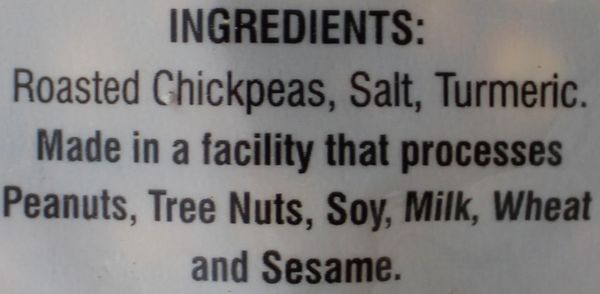 INGREDIENTS:
Roasted Chickpeas, Salt, Turmeric.
Made in a facility that processes
Peanuts, Tree Nuts, Soy, Milk, Wheat
and Sesame.